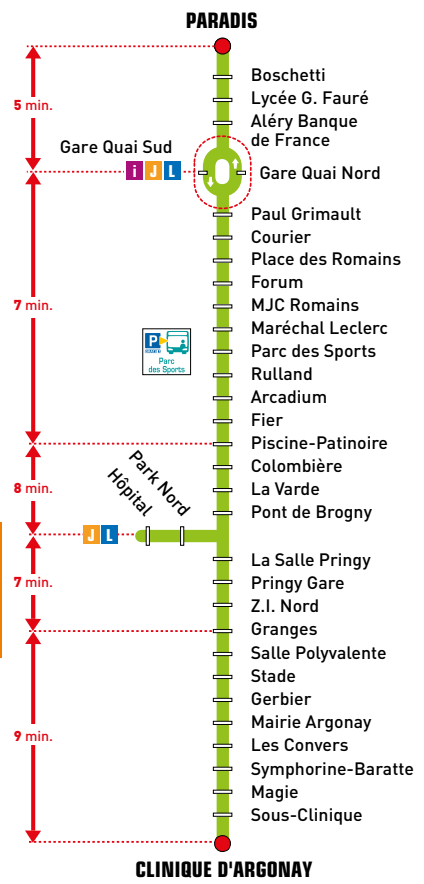 PARADIS
Boschetti
5 min.
Lycée G. Fauré
Aléry Banque
de France
Gare Quai Sud
i J L
Gare Quai Nord
Paul Grimault
Courier
Place des Romains
Forum
7 min.
MJC Romains
Maréchal Leclerc
P
Parc
des Sports
Parc des Sports
Rulland
Arcadium
Fier
Piscine-Patinoire
Colombière
8 min.
La Varde
Pont de Brogny
Park Nord
Hôpital
J L
La Salle Pringy
7 min.
Pringy Gare
Z.I. Nord
Granges
Salle Polyvalente
Stade
Gerbier
Mairie Argonay
9 min.
Les Convers
Symphorine-Baratte
Magie
Sous-Clinique
CLINIQUE D'ARGONAY